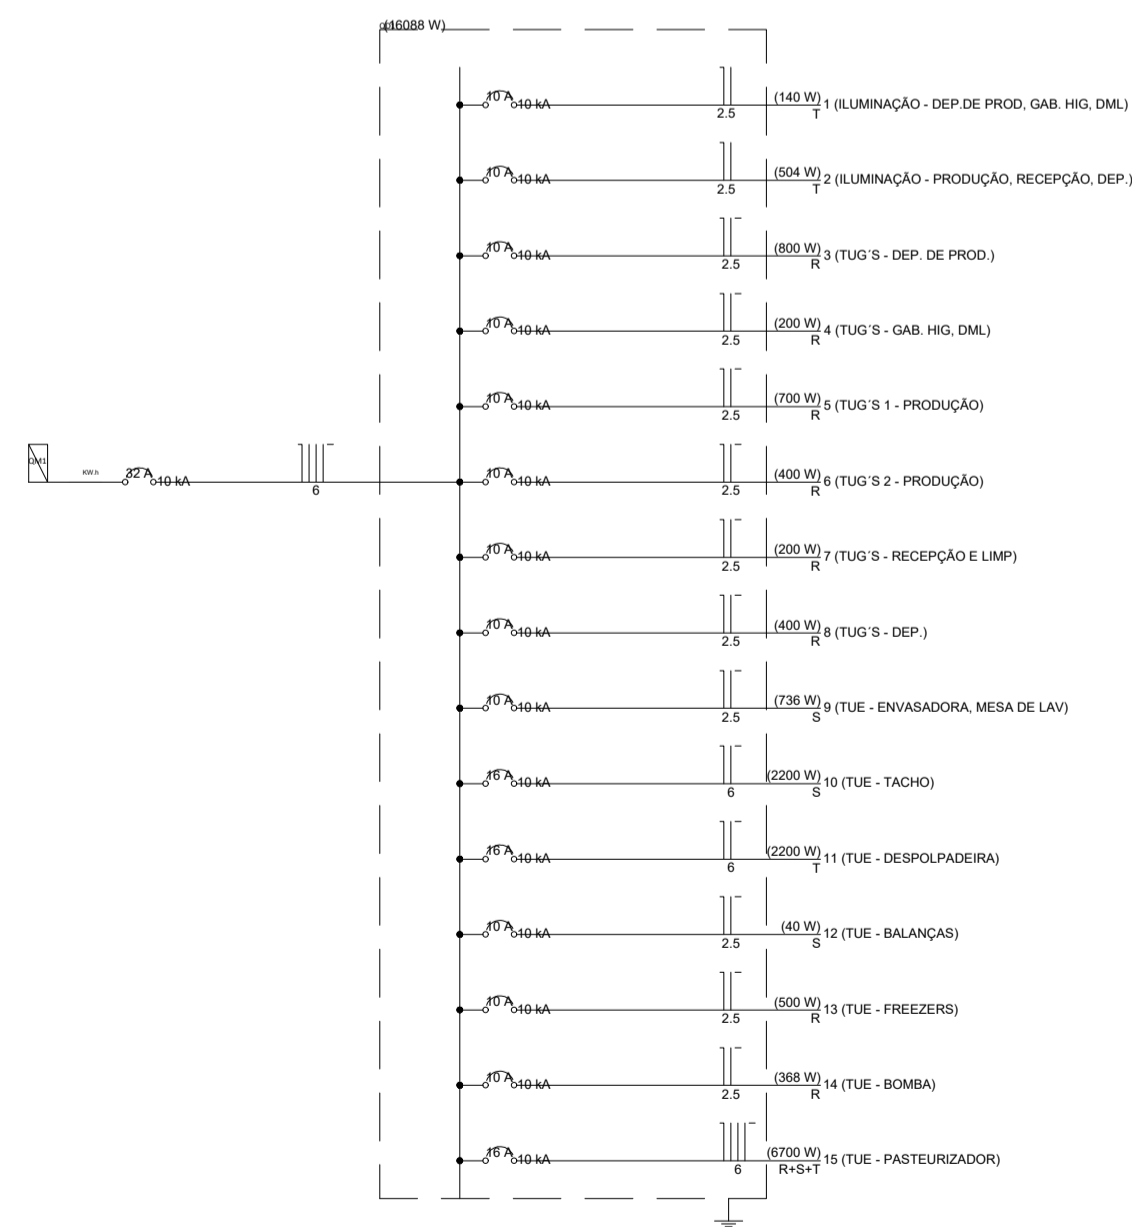 (16088 W)
10 A 10 kA 2.5 (140 W) T 1 (ILUMINAÇÃO - DEP.DE PROD, GAB. HIG, DML)
10 A 10 kA 2.5 (504 W) T 2 (ILUMINAÇÃO - PRODUÇÃO, RECEPÇÃO, DEP.)
10 A 10 kA 2.5 (800 W) R 3 (TUG´S - DEP. DE PROD.)
10 A 10 kA 2.5 (200 W) R 4 (TUG´S - GAB. HIG, DML)
10 A 10 kA 2.5 (700 W) R 5 (TUG´S 1 - PRODUÇÃO)
QM1 KW.h 32 A 10 kA 6 10 A 10 kA 2.5 (400 W) R 6 (TUG´S 2 - PRODUÇÃO)
10 A 10 kA 2.5 (200 W) R 7 (TUG´S - RECEPÇÃO E LIMP)
10 A 10 kA 2.5 (400 W) R 8 (TUG´S - DEP.)
10 A 10 kA 2.5 (736 W) S 9 (TUE - ENVASADORA, MESA DE LAV)
16 A 10 kA 6 (2200 W) S 10 (TUE - TACHO)
16 A 10 kA 6 (2200 W) T 11 (TUE - DESPOLPADEIRA)
10 A 10 kA 2.5 (40 W) S 12 (TUE - BALANÇAS)
10 A 10 kA 2.5 (500 W) R 13 (TUE - FREEZERS)
10 A 10 kA 2.5 (368 W) R 14 (TUE - BOMBA)
16 A 10 kA 6 (6700 W) R+S+T 15 (TUE - PASTEURIZADOR)